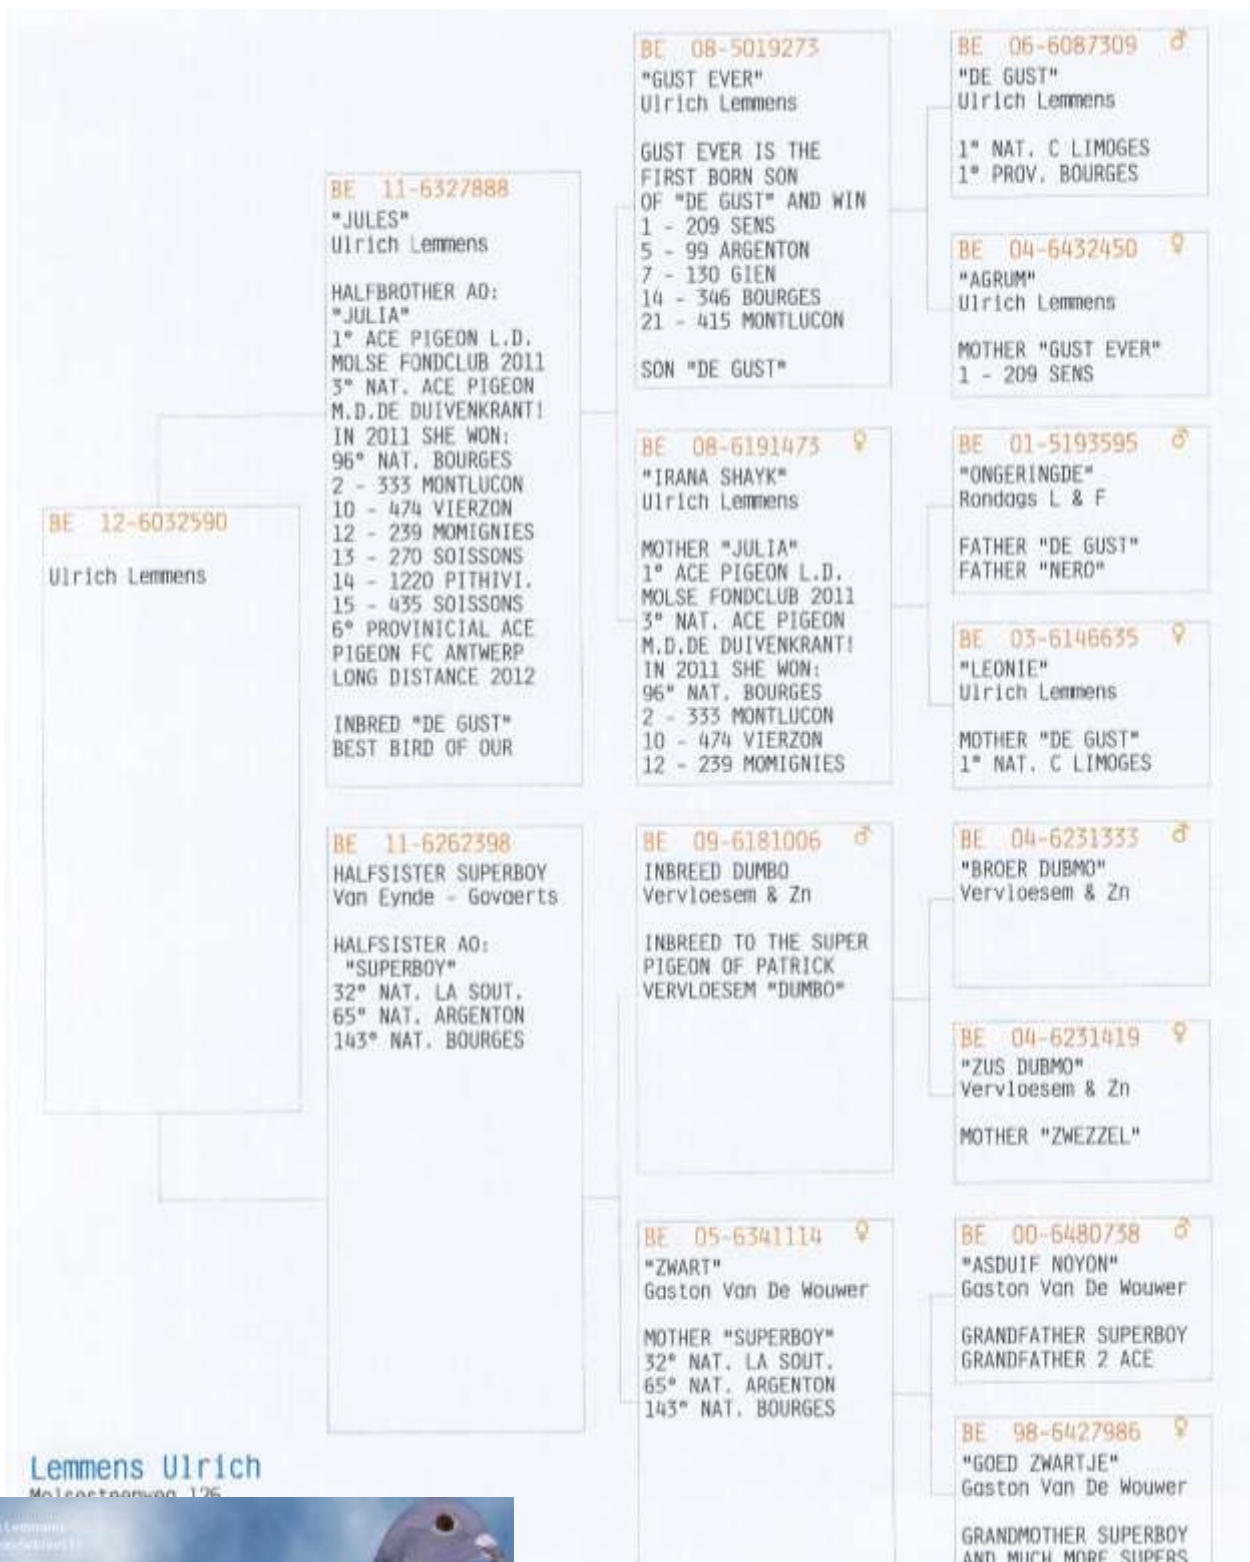 BE 12-6032590
Ulrich Lemmens
BE 11-6327888
"JULES"
Ulrich Lemmens
HALFBROTHER AO:
"JULIA"
1° ACE PIGEON L.D.
MOLSE FONDCLUB 2011
3° NAT. ACE PIGEON
M.D.DE DUIVENKRANT!
IN 2011 SHE WON:
96° NAT. BOURGES
2 - 333 MONTLUCON
10 - 474 VIERZON
12 - 239 MOMIGNIES
13 - 270 SOISSONS
14 - 1220 PITHIVI.
15 - 435 SOISSONS
6° PROVINICIAL ACE
PIGEON FC ANTWERP
LONG DISTANCE 2012
INBRED "DE GUST"
BEST BIRD OF OUR
BE 11-6262398
HALFSISTER SUPERBOY
Van Eynde - Govaerts
HALFSISTER AO:
"SUPERBOY"
32° NAT. LA SOUT.
65° NAT. ARGENTON
143° NAT. BOURGES
BE 08-5019273
"GUST EVER"
Ulrich Lemmens
GUST EVER IS THE
FIRST BORN SON
OF "DE GUST" AND WIN
1 - 209 SENS
5 - 99 ARGENTON
7 - 130 GIEN
14 - 346 BOURGES
21 - 415 MONTLUCON
SON "DE GUST"
BE 08-6191473 ♀
"IRANA SHAYK"
Ulrich Lemmens
MOTHER "JULIA"
1° ACE PIGEON L.D.
MOLSE FONDCLUB 2011
3° NAT. ACE PIGEON
M.D.DE DUIVENKRANT!
IN 2011 SHE WON:
96° NAT. BOURGES
2 - 333 MONTLUCON
10 - 474 VIERZON
12 - 239 MOMIGNIES
BE 09-6181006 ♂
INBREED DUMBO
Vervloesem & Zn
INBREED TO THE SUPER
PIGEON OF PATRICK
VERVLOESEM "DUMBO"
BE 05-6341114 ♀
"ZWART"
Gaston Van De Wouwer
MOTHER "SUPERBOY"
32° NAT. LA SOUT.
65° NAT. ARGENTON
143° NAT. BOURGES
BE 06-6087309 ♂
"DE GUST"
Ulrich Lemmens
1° NAT. C LIMOGES
1° PROV. BOURGES
BE 04-6432450 ♀
"AGRUM"
Ulrich Lemmens
MOTHER "GUST EVER"
1 - 209 SENS
BE 01-5193595 ♂
"ONGERINGDE"
Rondags L & F
FATHER "DE GUST"
FATHER "NERO"
BE 03-6146635 ♀
"LEONIE"
Ulrich Lemmens
MOTHER "DE GUST"
1° NAT. C LIMOGES
BE 04-6231333 ♂
"BROER DUBMO"
Vervloesem & Zn
BE 04-6231419 ♀
"ZUS DUBMO"
Vervloesem & Zn
MOTHER "ZWEZZEL"
BE 00-6480738 ♂
"ASDUIF NOYON"
Gaston Van De Wouwer
GRANDFATHER SUPERBOY
GRANDFATHER 2 ACE
BE 98-6427986 ♀
"GOED ZWARTJE"
Gaston Van De Wouwer
GRANDMOTHER SUPERBOY
AND MUCH MORE SUPERS
Lemmens Ulrich
Molsesteenweg 126